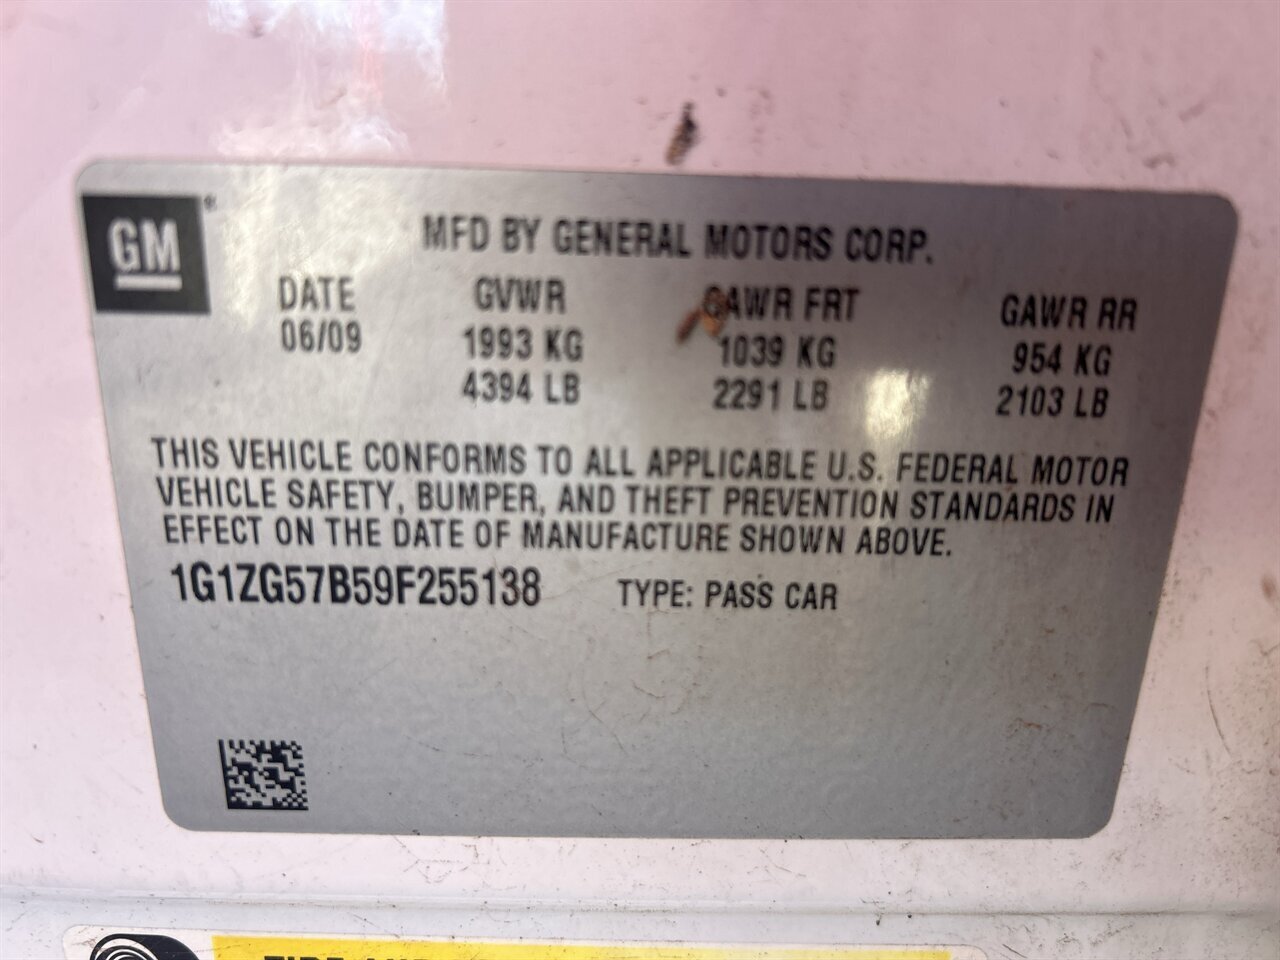 GM®
MFD BY GENERAL MOTORS CORP.
DATE GVWR GAWR FRT GAWR RR
06/09 1993 KG 1039 KG 954 KG
4394 LB 2291 LB 2103 LB
THIS VEHICLE CONFORMS TO ALL APPLICABLE U.S. FEDERAL MOTOR
VEHICLE SAFETY, BUMPER, AND THEFT PREVENTION STANDARDS IN
EFFECT ON THE DATE OF MANUFACTURE SHOWN ABOVE.
1G1ZG57B59F255138 TYPE: PASS CAR
TIRE AND